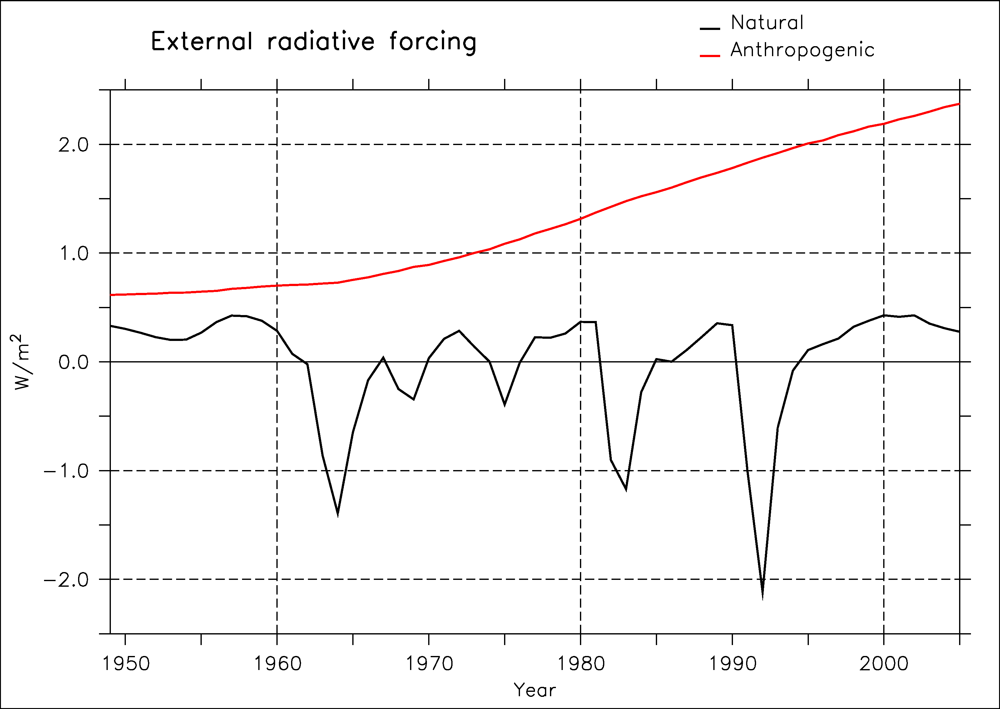 External radiative forcing
Natural
Anthropogenic
2.0
1.0
0.0
−1.0
−2.0
W/m²
1950 1960 1970 1980 1990 2000
Year